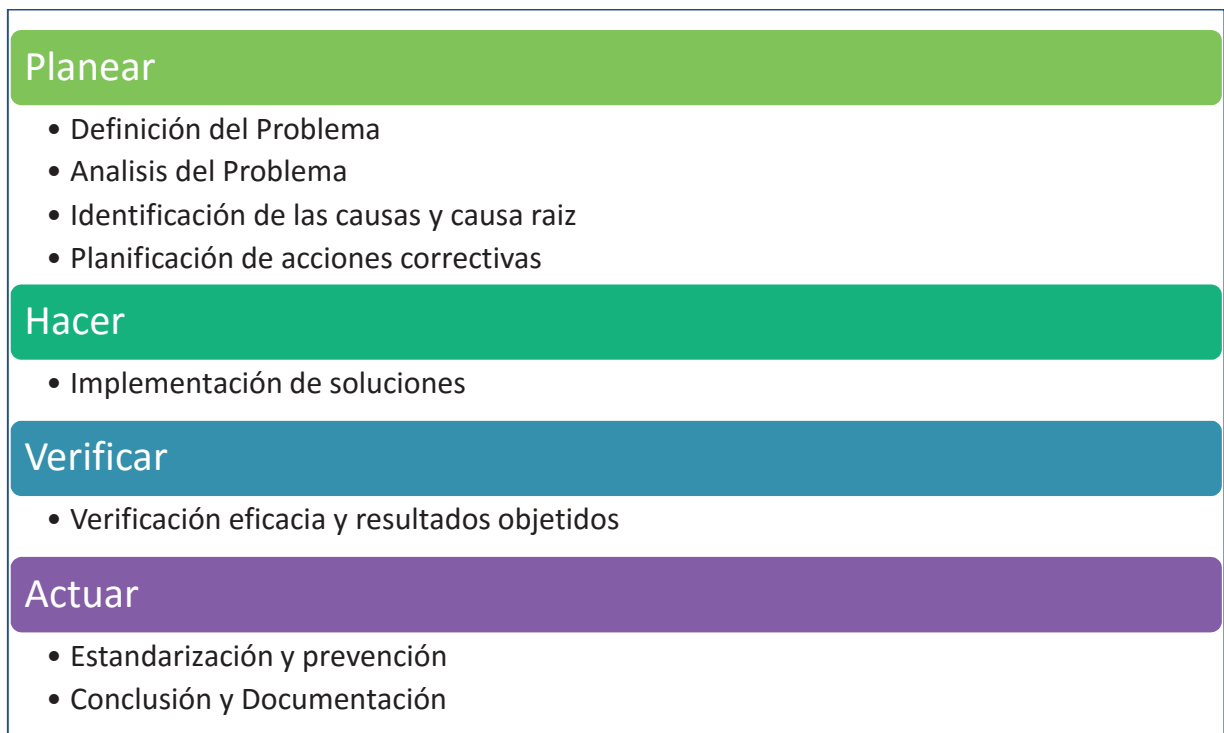 Planear
• Definición del Problema
• Analisis del Problema
• Identificación de las causas y causa raiz
• Planificación de acciones correctivas
Hacer
• Implementación de soluciones
Verificar
• Verificación eficacia y resultados objetidos
Actuar
• Estandarización y prevención
• Conclusión y Documentación